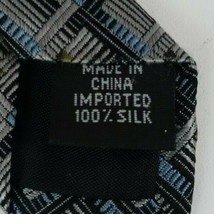 MADE IN
CHINA
IMPORTED
100% SILK